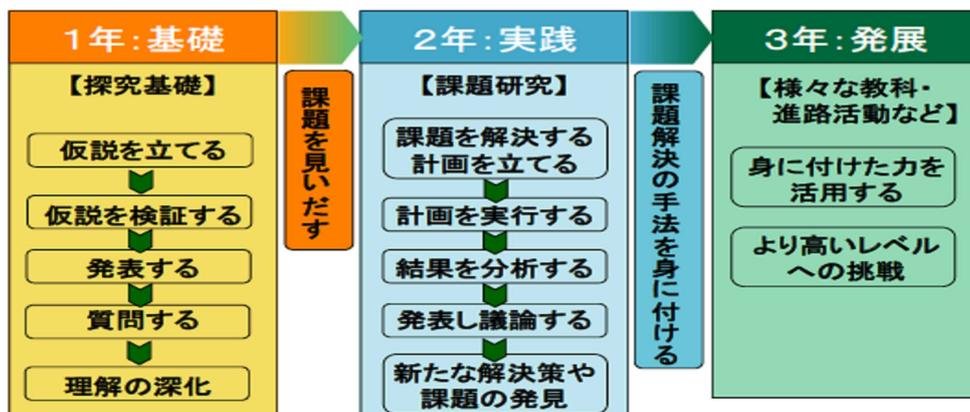 1年:基礎
【探究基礎】
仮説を立てる
仮説を検証する
発表する
質問する
理解の深化
課題を見いだす
2年:実践
【課題研究】
課題を解決する
計画を立てる
計画を実行する
結果を分析する
発表し議論する
新たな解決策や
課題の発見
課題解決の手法を身に付ける
3年:発展
【様々な教科・
進路活動など】
身に付けた力を
活用する
より高いレベル
への挑戦